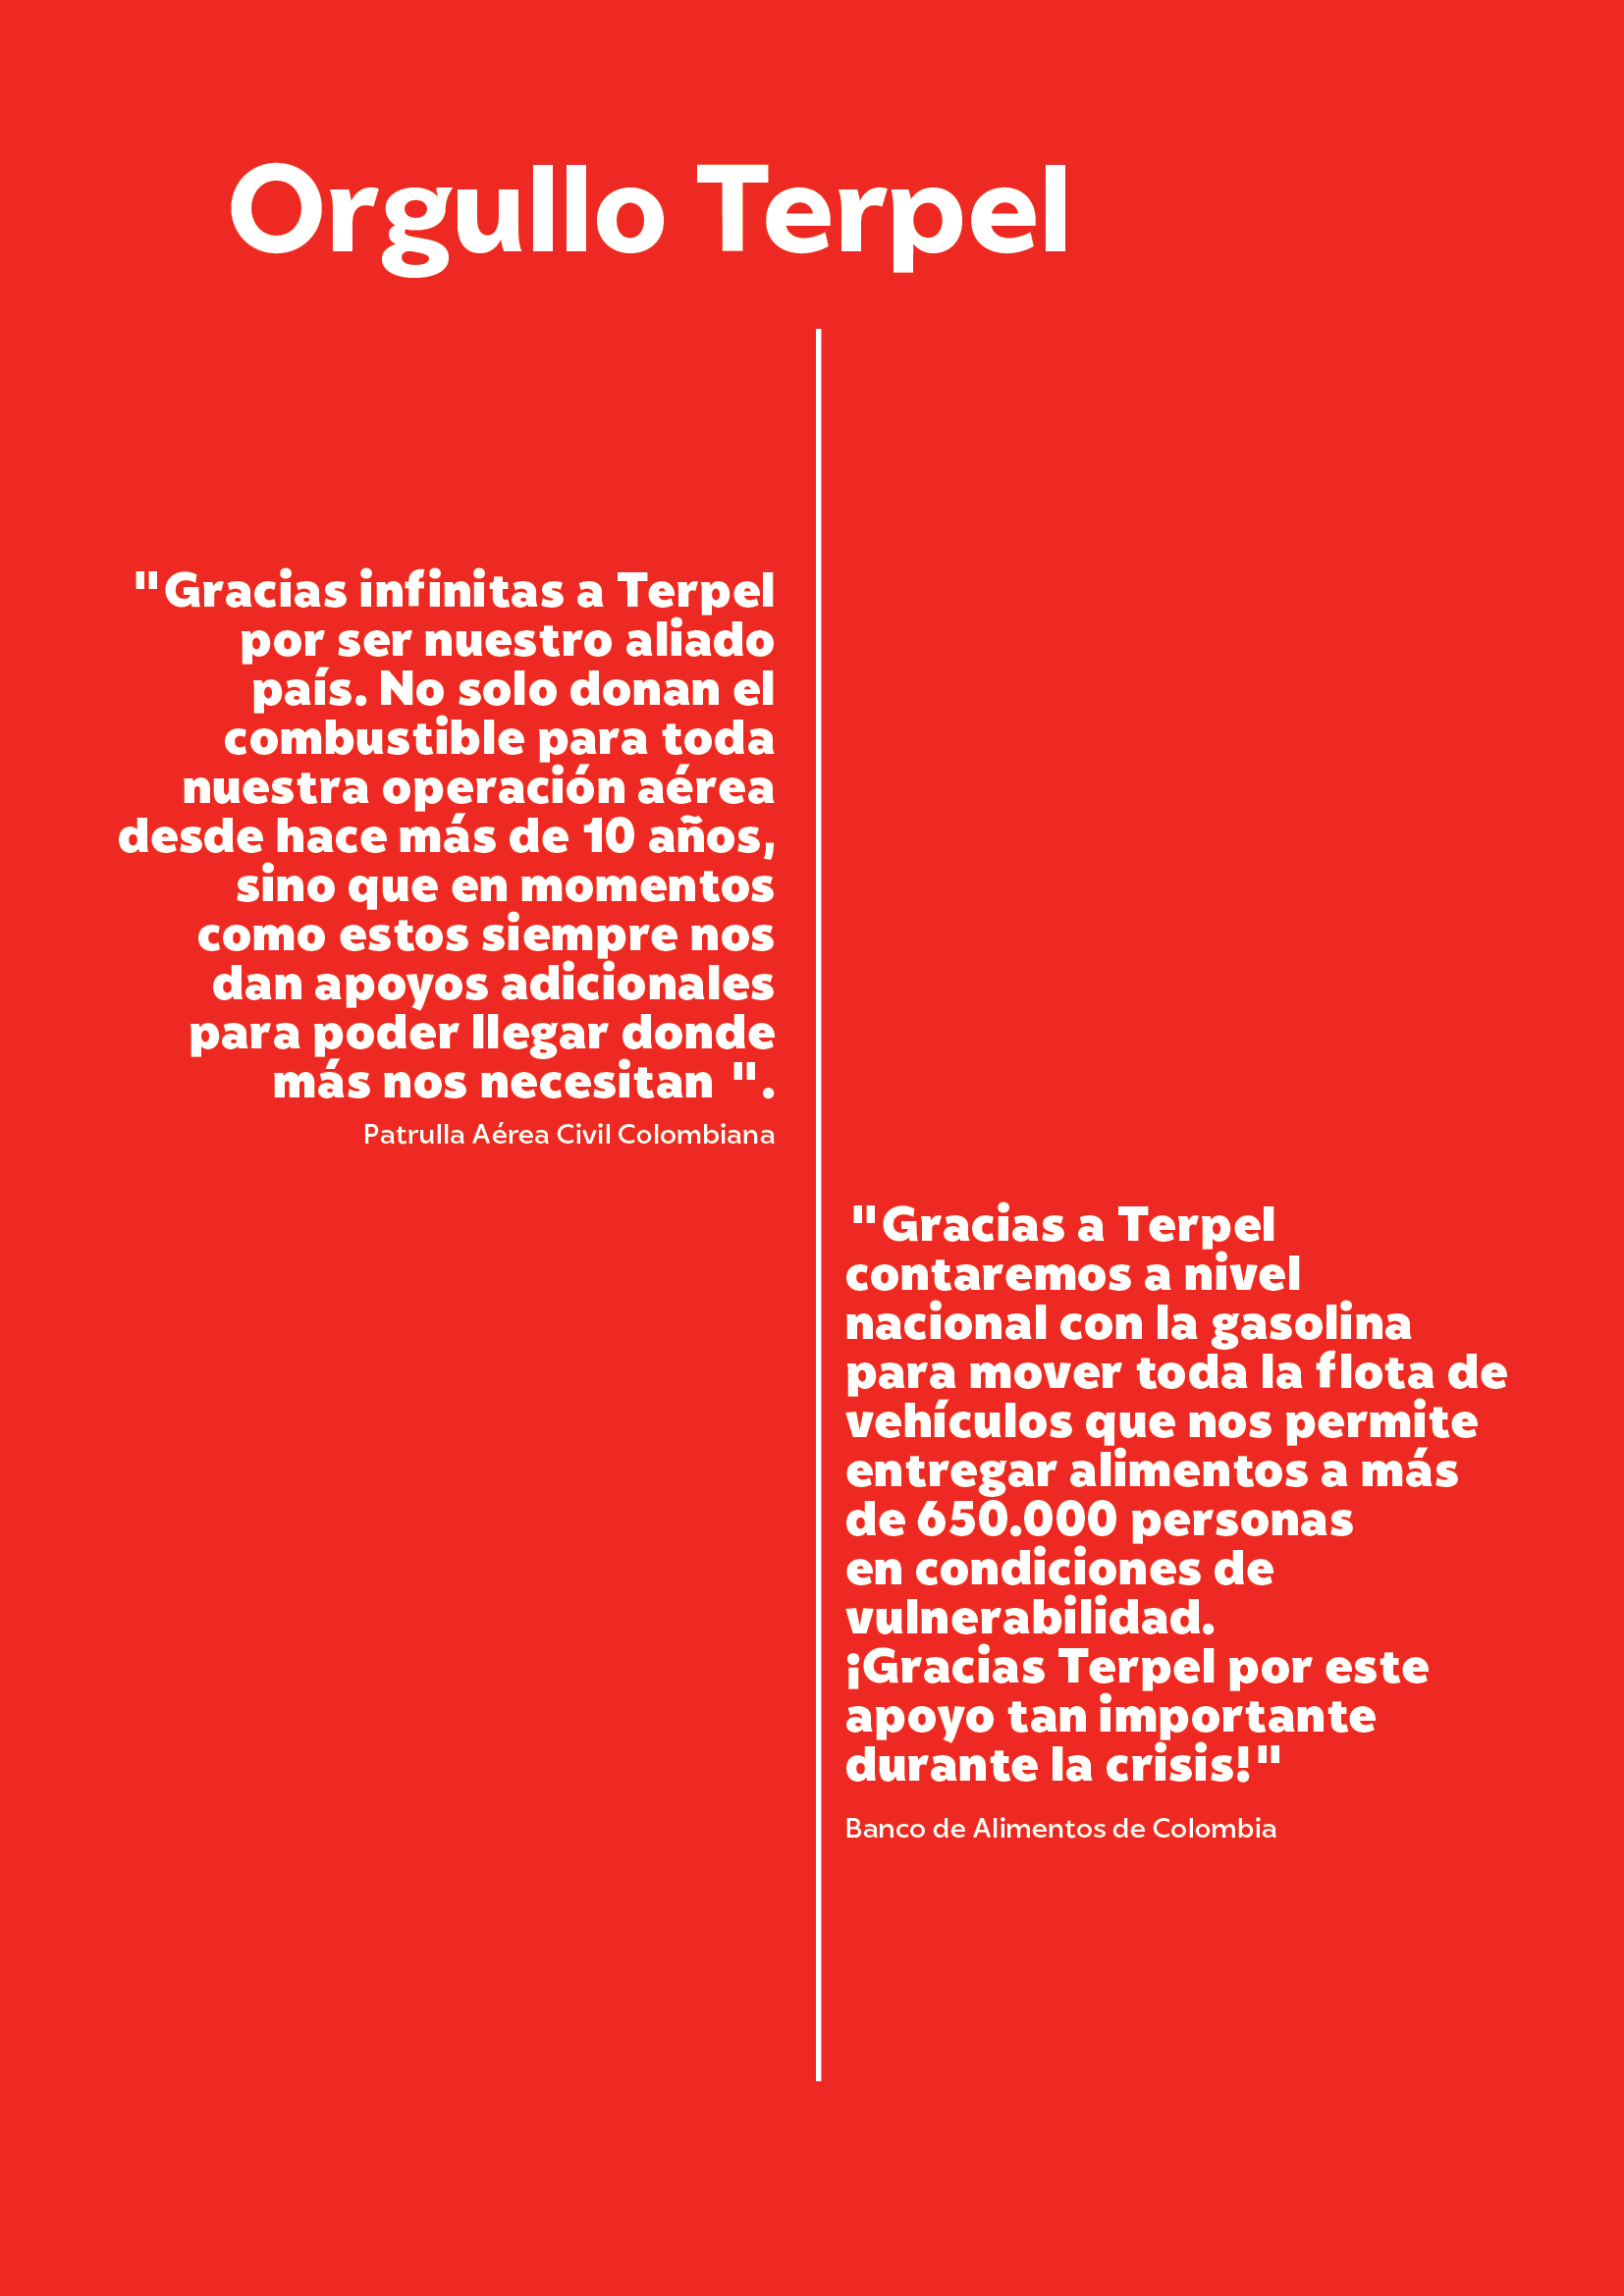 Orgullo Terpel
"Gracias infinitas a Terpel
por ser nuestro aliado
país. No solo donan el
combustible para toda
nuestra operación aérea
desde hace más de 10 años,
sino que en momentos
como estos siempre nos
dan apoyos adicionales
para poder llegar donde
más nos necesitan ".
Patrulla Aérea Civil Colombiana
"Gracias a Terpel
contaremos a nivel
nacional con la gasolina
para mover toda la flota de
vehículos que nos permite
entregar alimentos a más
de 650.000 personas
en condiciones de
vulnerabilidad.
¡Gracias Terpel por este
apoyo tan importante
durante la crisis!"
Banco de Alimentos de Colombia